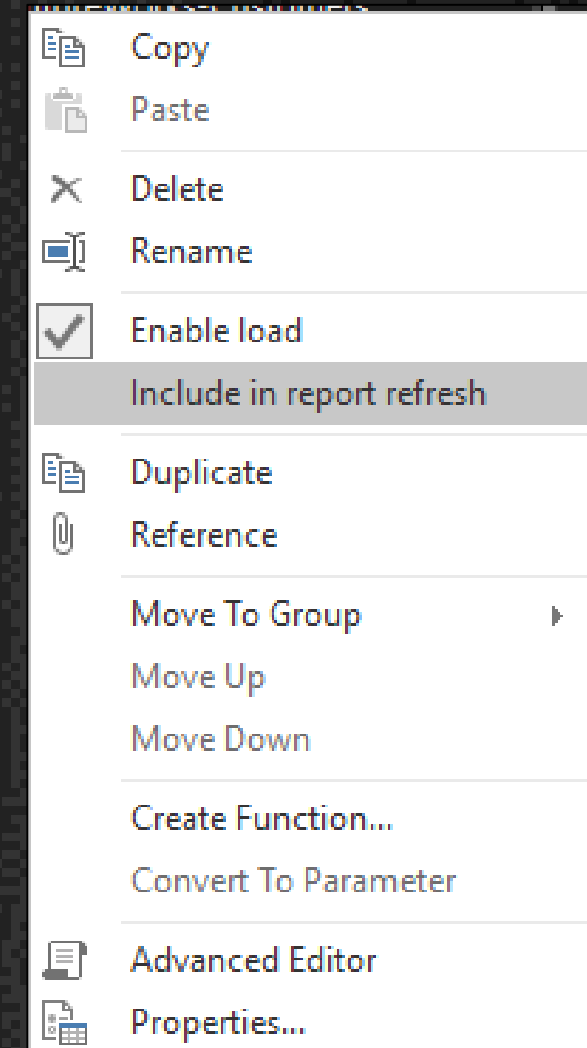 Copy
Paste
Delete
Rename
Enable load
Include in report refresh
Duplicate
Reference
Move To Group
Move Up
Move Down
Create Function...
Convert To Parameter
Advanced Editor
Properties...